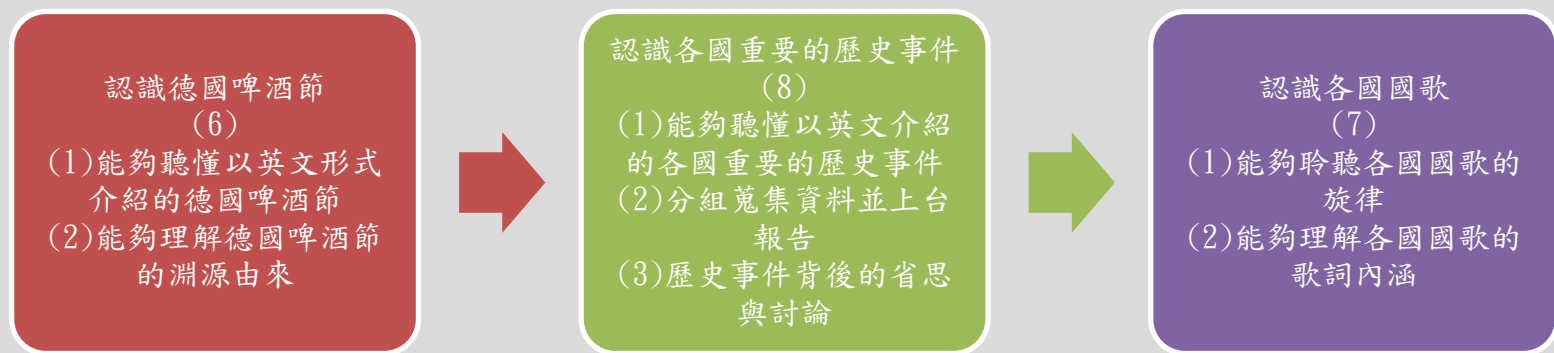 認識德國啤酒節
(6)
(1)能夠聽懂以英文形式
介紹的德國啤酒節
(2)能夠理解德國啤酒節
的淵源由來
認識各國重要的歷史事件
(8)
(1)能夠聽懂以英文介紹
的各國重要的歷史事件
(2)分組蒐集資料並上台
報告
(3)歷史事件背後的省思
與討論
認識各國國歌
(7)
(1)能夠聆聽各國國歌的
旋律
(2)能夠理解各國國歌的
歌詞內涵